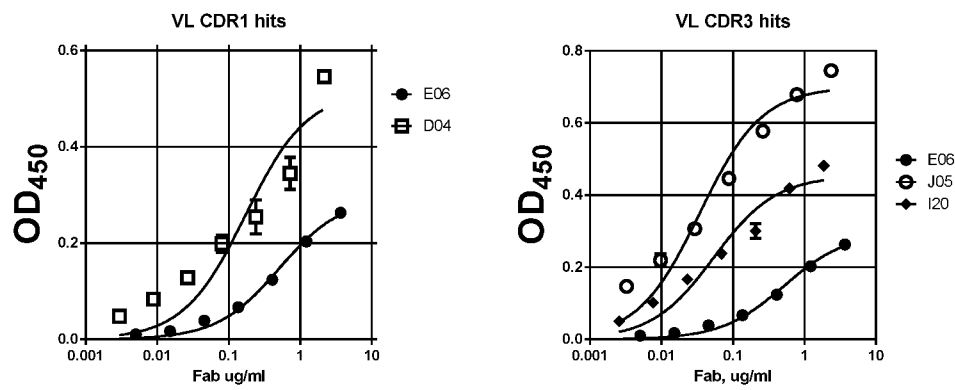 VL CDR1 hits
OD450
0.6
0.4
0.2
0.0
0.001 0.01 0.1 1 10
Fab ug/ml
E06
D04
VL CDR3 hits
OD450
0.8
0.6
0.4
0.2
0.0
0.001 0.01 0.1 1 10
Fab, ug/ml
E06
J05
I20